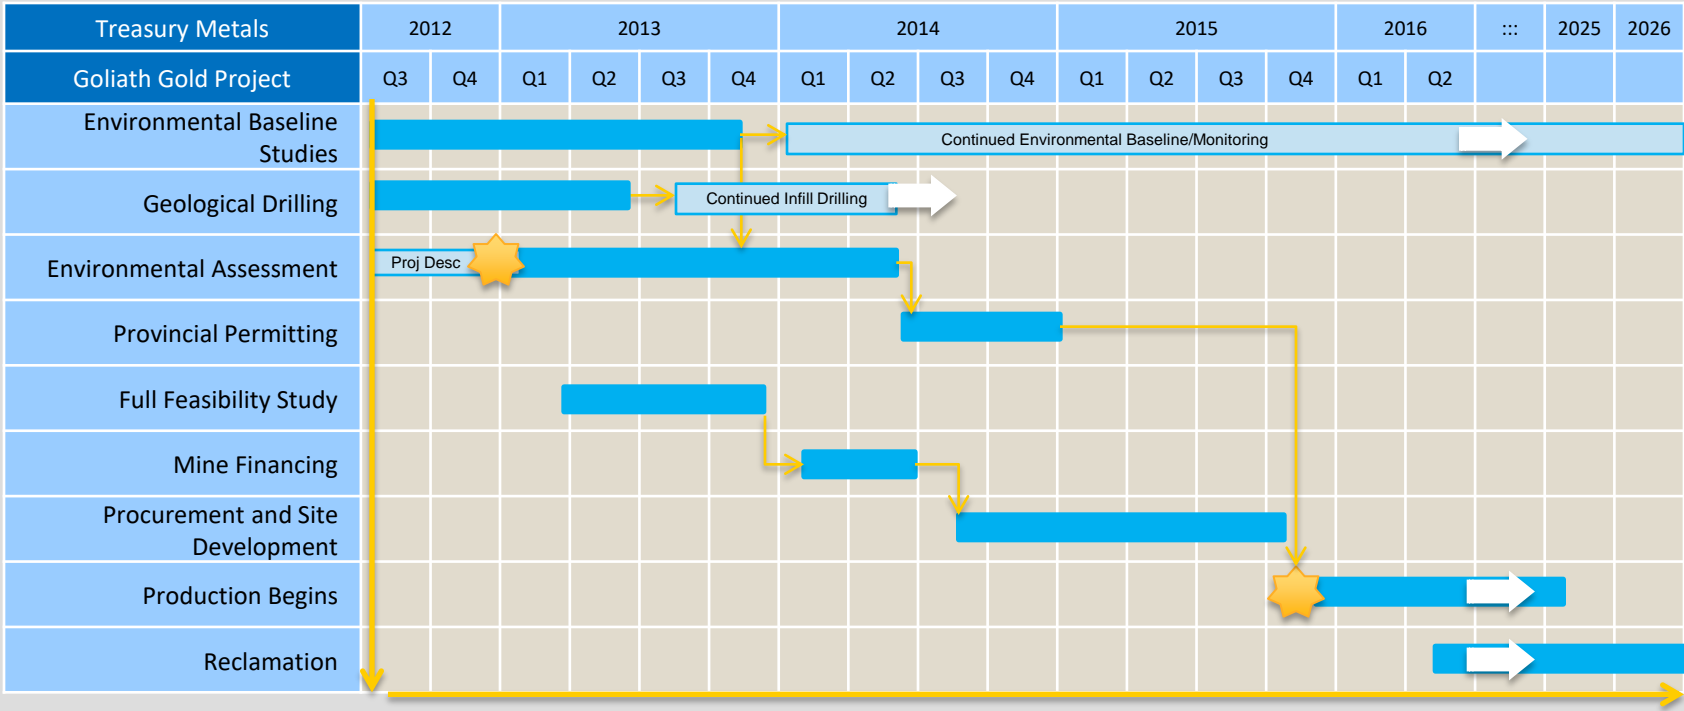 Treasury Metals 2012 2013 2014 2015 2016 ::: 2025 2026
Goliath Gold Project Q3 Q4 Q1 Q2 Q3 Q4 Q1 Q2 Q3 Q4 Q1 Q2 Q3 Q4 Q1 Q2
Environmental Baseline
Studies
Continued Environmental Baseline/Monitoring
Geological Drilling
Continued Infill Drilling
Environmental Assessment
Proj Desc
Provincial Permitting
Full Feasibility Study
Mine Financing
Procurement and Site
Development
Production Begins
Reclamation